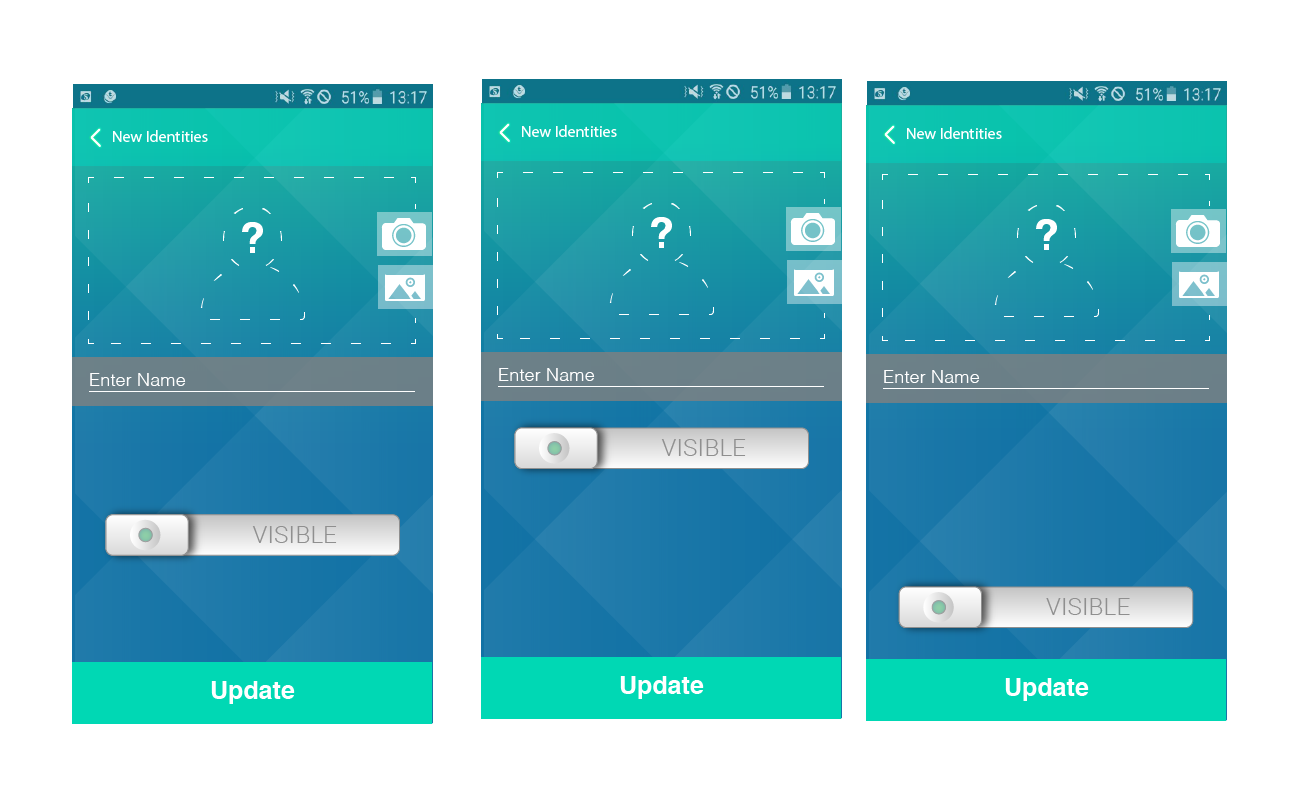 51% 13:17
New Identities
?
Enter Name
VISIBLE
Update
51% 13:17
New Identities
?
Enter Name
VISIBLE
Update
51% 13:17
New Identities
?
Enter Name
VISIBLE
Update